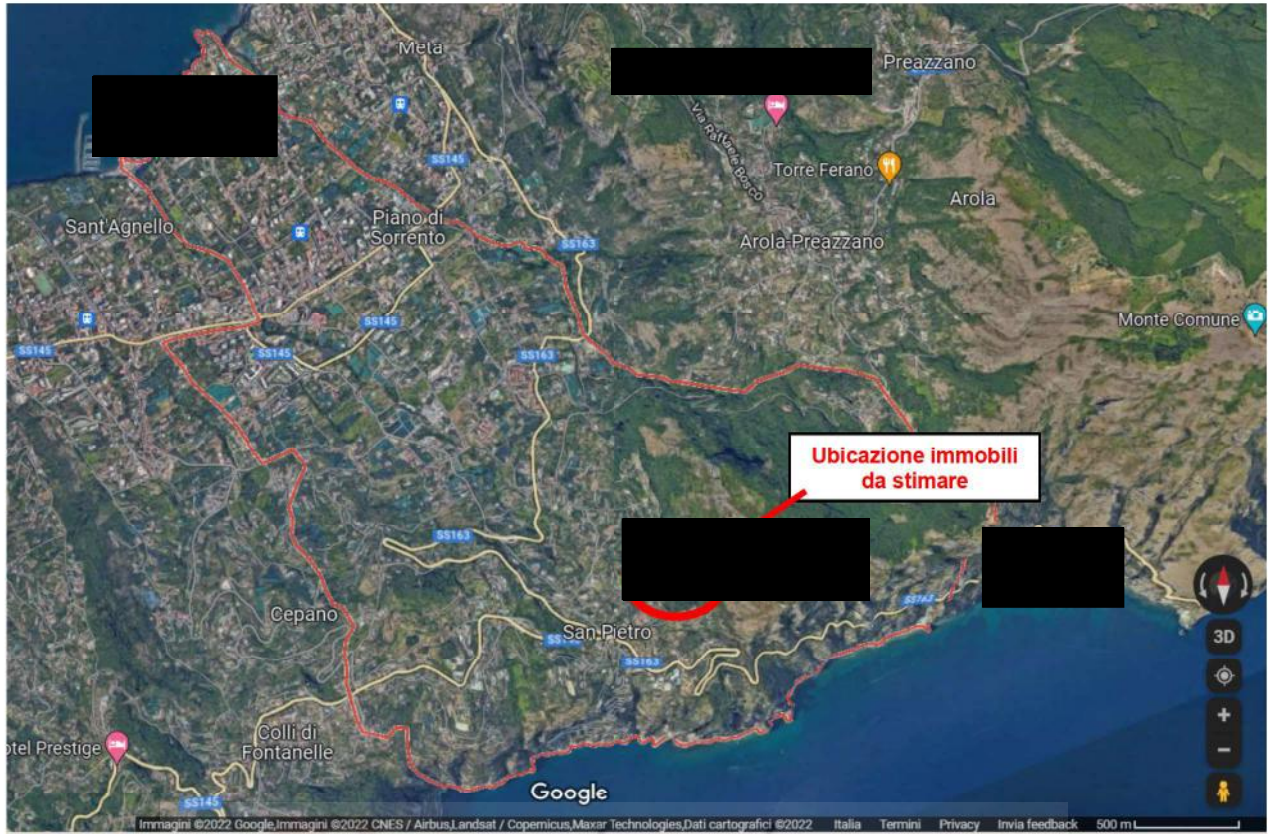 Meta
Preazzano
Via Raffaele Bosco
SS145
Torre Ferano
Arola
Sant'Agnello
Piano di
Sorrento
SS163
Arola-Preazzano
Monte Comune
SS145
SS145
SS145
SS163
Ubicazione immobili
da stimare
SS163
SS163
Cepano
San Pietro
SS163
3D
Colli di
Fontanelle
Prestige
Google
SS145
Immagini ©2022 Google,Immagini ©2022 CNES / Airbus,Landsat / Copernicus,Maxar Technologies,Dati cartografici ©2022 Italia Termini Privacy Invia feedback 500 m